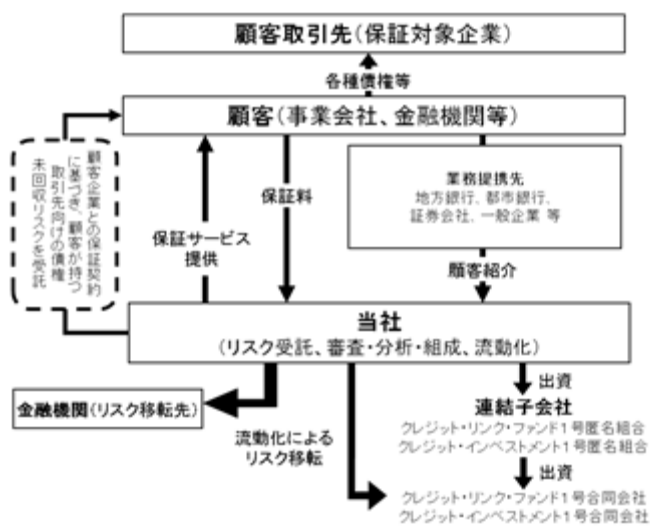 顧客取引先(保証対象企業)
各種債権等
顧客(事業会社、金融機関等)
顧客企業との保証契約
に基づき、顧客が持つ
取引先向けの債権
未回収リスクを受託
保証サービス
提供
保証料
業務提携先
地方銀行、都市銀行、
証券会社、一般企業 等
顧客紹介
当社
(リスク受託、審査・分析・組成、流動化)
金融機関(リスク移転先)
流動化による
リスク移転
出資
連結子会社
クレジット・リンク・ファンド1号匿名組合
クレジット・インベストメント1号匿名組合
出資
クレジット・リンク・ファンド1号合同会社
クレジット・インベストメント1号合同会社